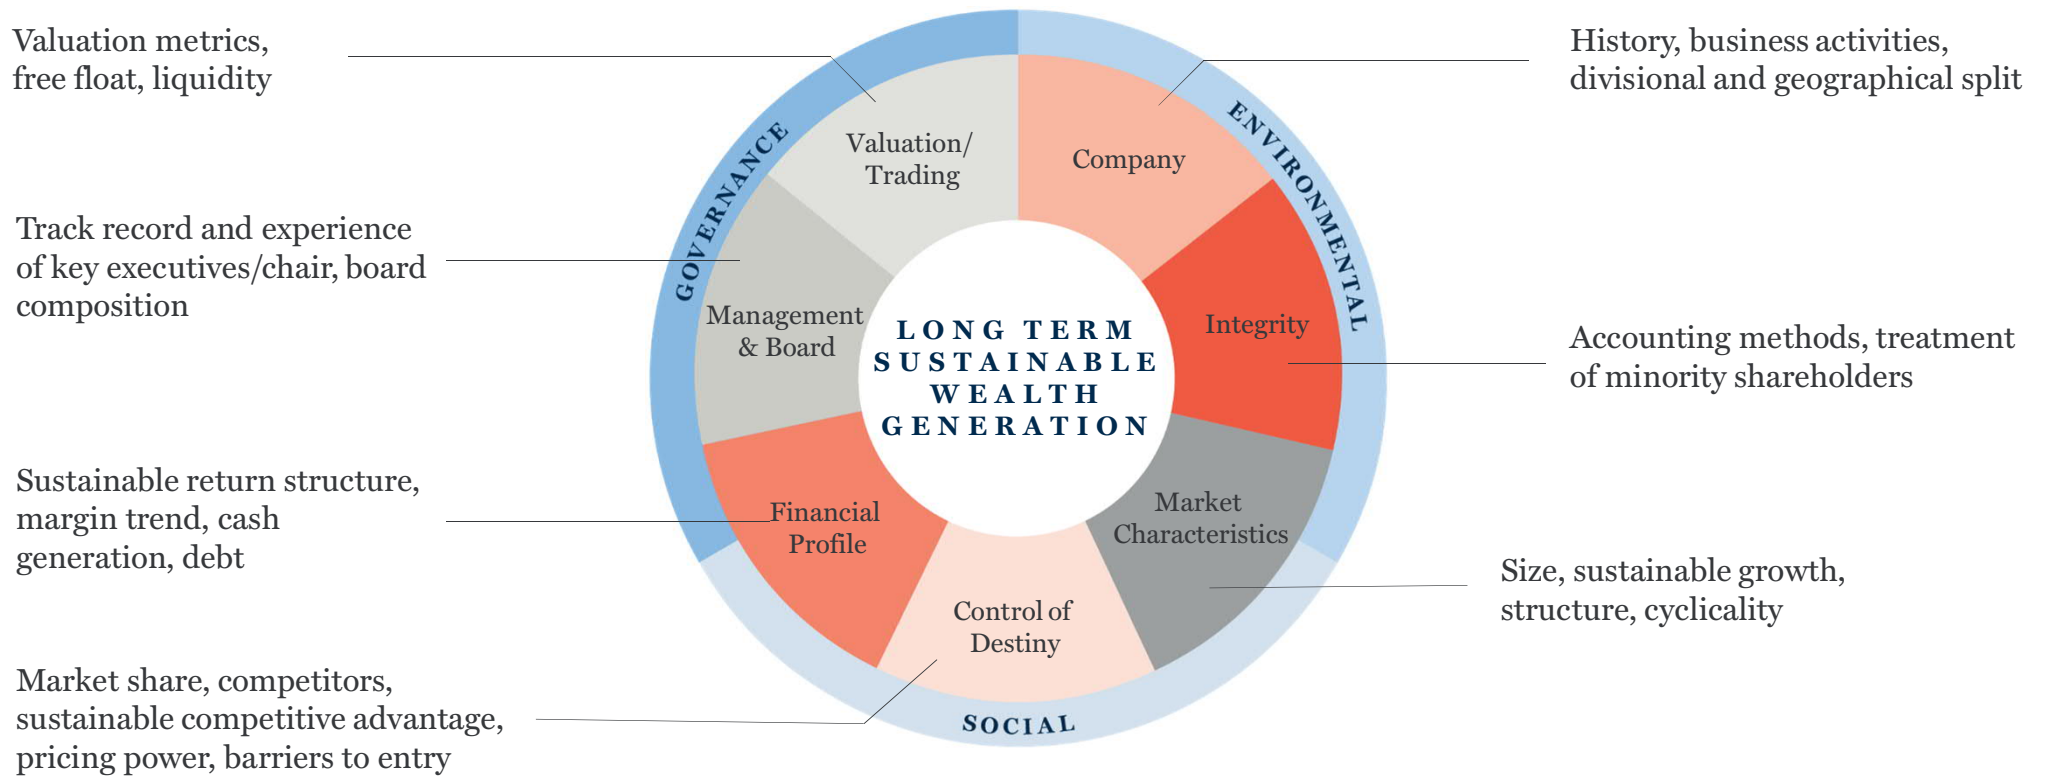 Valuation metrics,
free float, liquidity
History, business activities,
divisional and geographical split
GOVERNANCE
ENVIRONMENTAL
SOCIAL
Valuation/
Trading
Company
Track record and experience
of key executives/chair, board
composition
Management
& Board
Integrity
Accounting methods, treatment
of minority shareholders
LONG TERM
SUSTAINABLE
WEALTH
GENERATION
Sustainable return structure,
margin trend, cash
generation, debt
Financial
Profile
Market
Characteristics
Size, sustainable growth,
structure, cyclicality
Control of
Destiny
Market share, competitors,
sustainable competitive advantage,
pricing power, barriers to entry